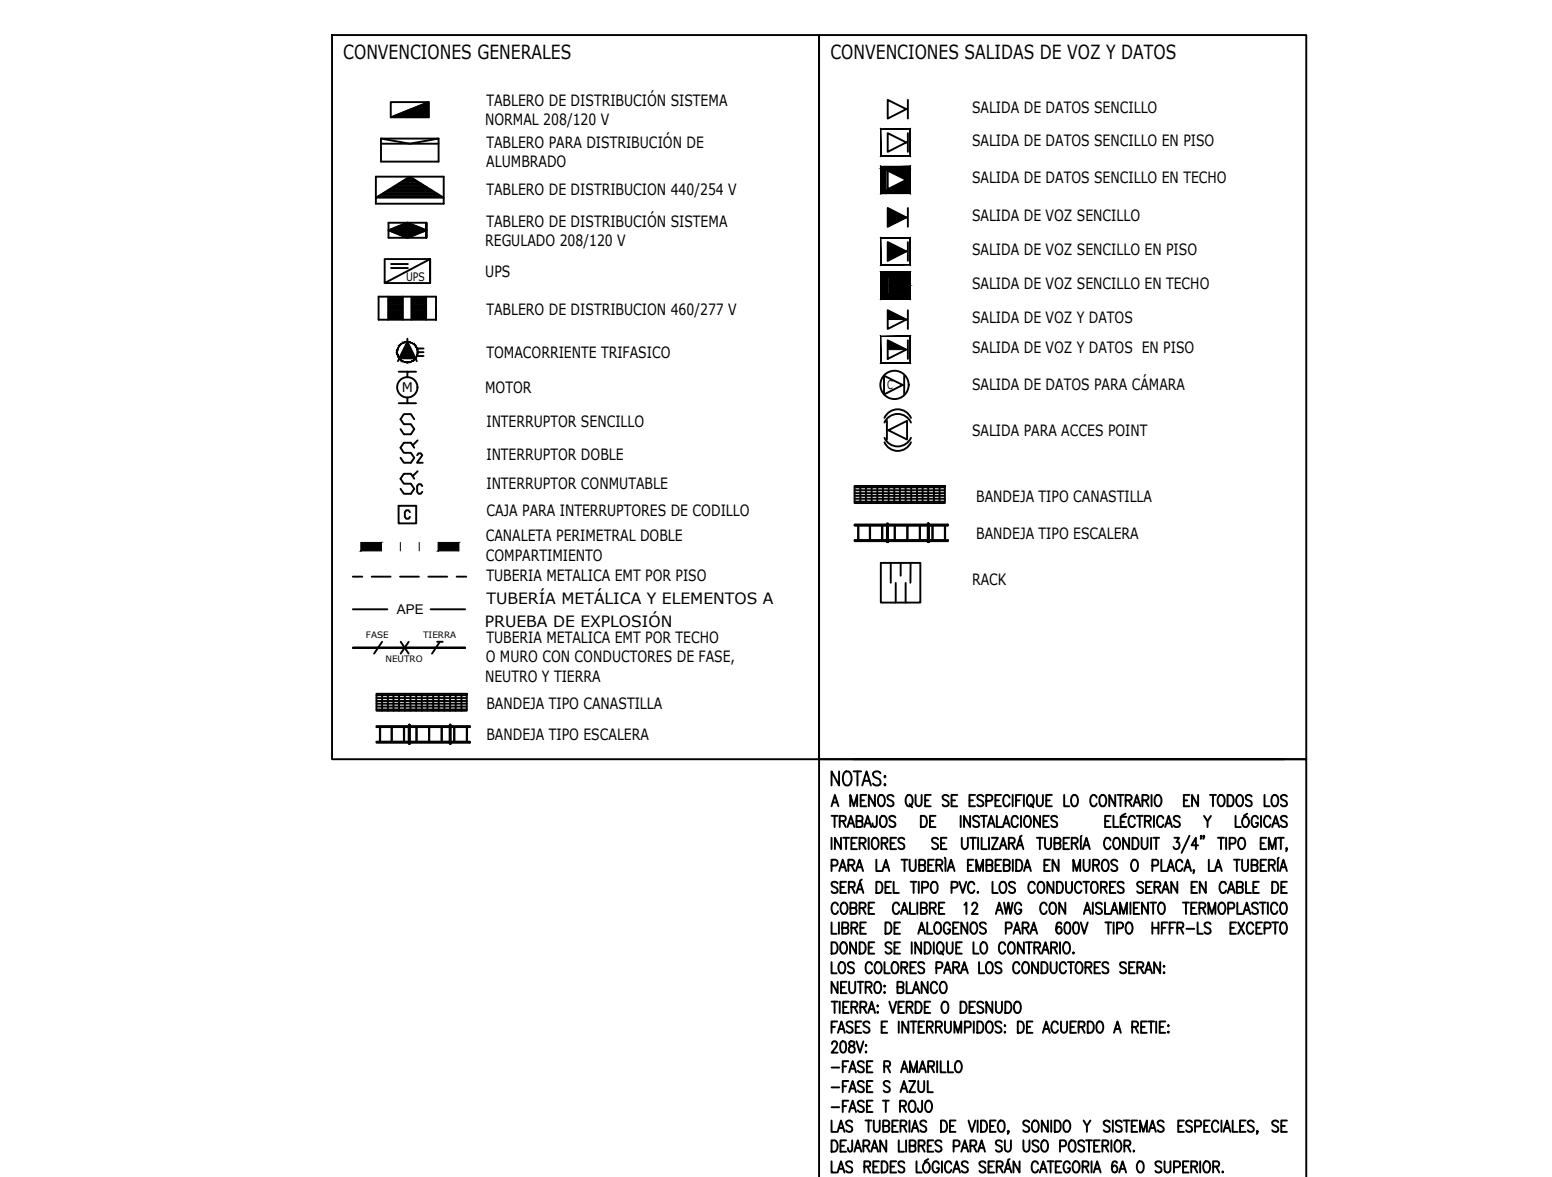 CONVENCIONES GENERALES
TABLERO DE DISTRIBUCIÓN SISTEMA
NORMAL 208/120 V
TABLERO PARA DISTRIBUCIÓN DE
ALUMBRADO
TABLERO DE DISTRIBUCION 440/254 V
TABLERO DE DISTRIBUCIÓN SISTEMA
REGULADO 208/120 V
UPS
UPS
TABLERO DE DISTRIBUCION 460/277 V
TOMACORRIENTE TRIFASICO
M
MOTOR
S
INTERRUPTOR SENCILLO
S2
INTERRUPTOR DOBLE
Sc
INTERRUPTOR CONMUTABLE
C
CAJA PARA INTERRUPTORES DE CODILLO
CANALETA PERIMETRAL DOBLE
COMPARTIMIENTO
TUBERIA METALICA EMT POR PISO
APE
TUBERÍA METÁLICA Y ELEMENTOS A
PRUEBA DE EXPLOSIÓN
FASE TIERRA
NEUTRO
TUBERIA METALICA EMT POR TECHO
O MURO CON CONDUCTORES DE FASE,
NEUTRO Y TIERRA
BANDEJA TIPO CANASTILLA
BANDEJA TIPO ESCALERA
CONVENCIONES SALIDAS DE VOZ Y DATOS
SALIDA DE DATOS SENCILLO
SALIDA DE DATOS SENCILLO EN PISO
SALIDA DE DATOS SENCILLO EN TECHO
SALIDA DE VOZ SENCILLO
SALIDA DE VOZ SENCILLO EN PISO
SALIDA DE VOZ SENCILLO EN TECHO
SALIDA DE VOZ Y DATOS
SALIDA DE VOZ Y DATOS  EN PISO
C
SALIDA DE DATOS PARA CÁMARA
SALIDA PARA ACCES POINT
BANDEJA TIPO CANASTILLA
BANDEJA TIPO ESCALERA
RACK
NOTAS:
A MENOS QUE SE ESPECIFIQUE LO CONTRARIO  EN TODOS LOS
TRABAJOS DE INSTALACIONES  ELÉCTRICAS Y LÓGICAS
INTERIORES  SE UTILIZARÁ TUBERÍA CONDUIT 3/4" TIPO EMT,
PARA LA TUBERÌA EMBEBIDA EN MUROS O PLACA, LA TUBERÍA
SERÁ DEL TIPO PVC. LOS CONDUCTORES SERAN EN CABLE DE
COBRE CALIBRE 12 AWG CON AISLAMIENTO TERMOPLASTICO
LIBRE DE ALOGENOS PARA 600V TIPO HFFR-LS EXCEPTO
DONDE SE INDIQUE LO CONTRARIO.
LOS COLORES PARA LOS CONDUCTORES SERAN:
NEUTRO: BLANCO
TIERRA: VERDE O DESNUDO
FASES E INTERRUMPIDOS: DE ACUERDO A RETIE:
208V:
-FASE R AMARILLO
-FASE S AZUL
-FASE T ROJO
LAS TUBERIAS DE VIDEO, SONIDO Y SISTEMAS ESPECIALES, SE
DEJARAN LIBRES PARA SU USO POSTERIOR.
LAS REDES LÓGICAS SERÁN CATEGORIA 6A O SUPERIOR.